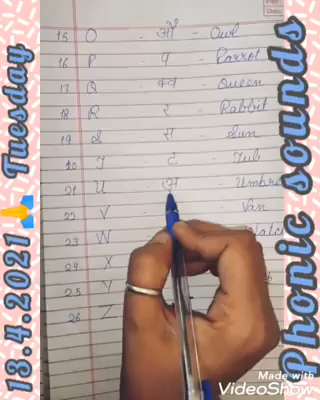 15 O - औ - Owl
16 P - प - Parrot
17 Q - क्व - Queen
18 R - र - Rabbit
19 S - स - Sun
20 T - ट - Tub
21 U - अ - Umbre
22 V - Van
23 W
24 X
25 Y
26 Z
13.4.2021 🙏 Tuesday
Phonic sounds
Made with
VideoShow